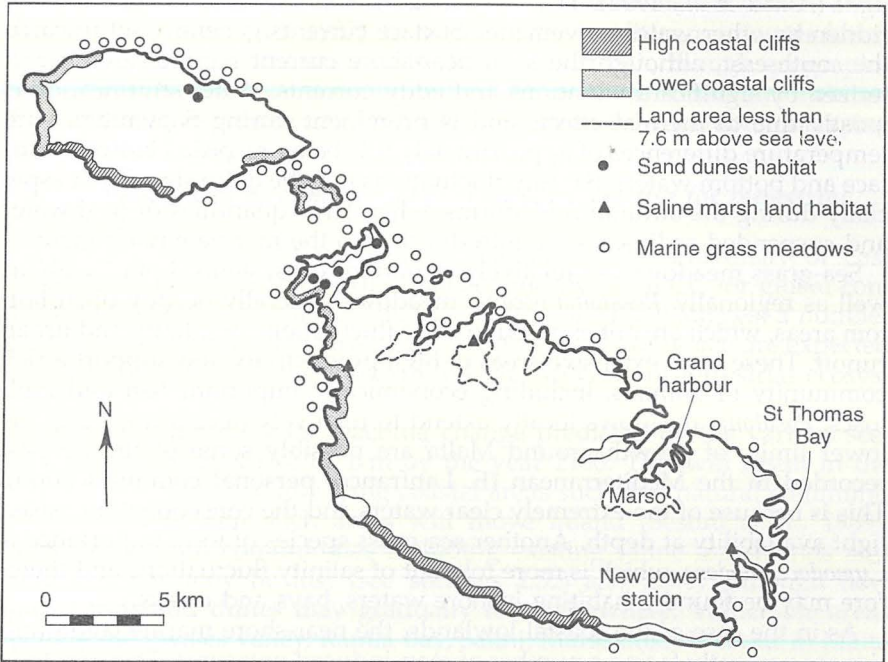 High coastal cliffs
Lower coastal cliffs
Land area less than
7.6 m above sea level
Sand dunes habitat
Saline marsh land habitat
Marine grass meadows
Grand
harbour
St Thomas
Bay
N
Marso
New power
station
0 5 km